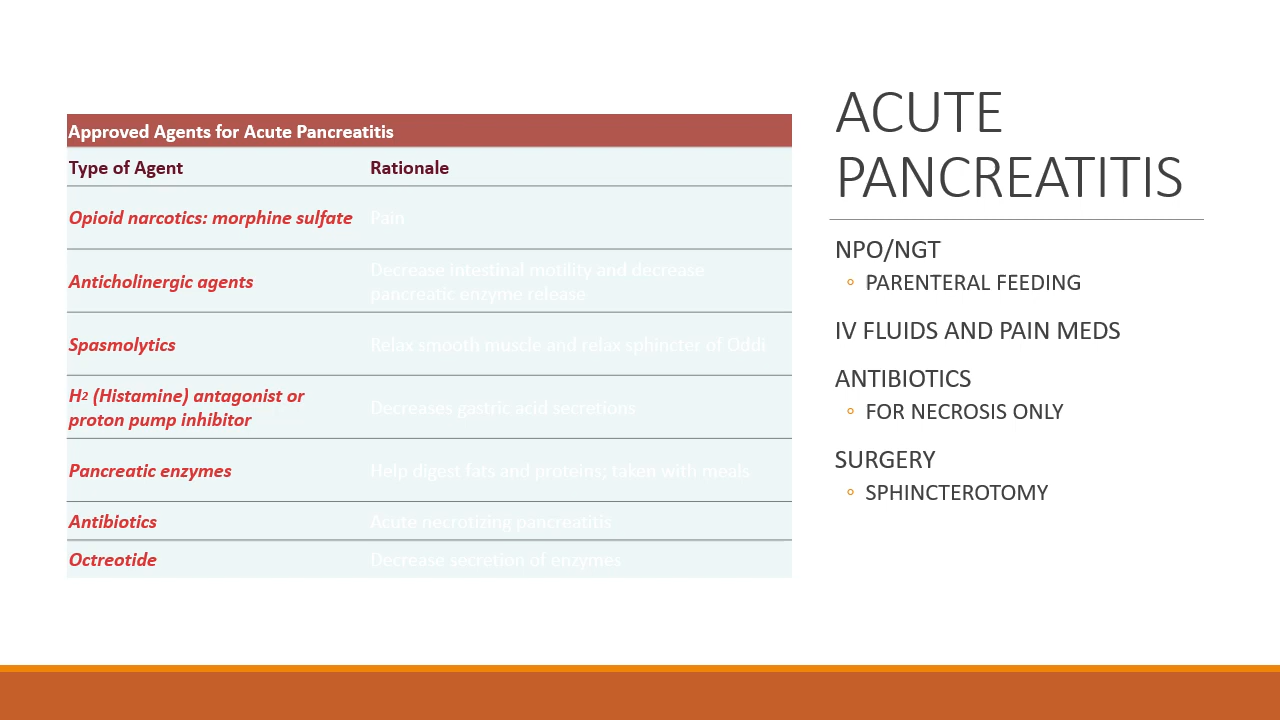 Approved Agents for Acute Pancreatitis
Type of Agent Rationale
Opioid narcotics: morphine sulfate Pain
Anticholinergic agents Decrease intestinal motility and decrease
pancreatic enzyme release
Spasmolytics Relax smooth muscle and relax sphincter of Oddi
H2 (Histamine) antagonist or
proton pump inhibitor Decreases gastric acid secretions
Pancreatic enzymes Help digest fats and proteins; taken with meals
Antibiotics Acute necrotizing pancreatitis
Octreotide Decrease secretion of enzymes
ACUTE
PANCREATITIS
NPO/NGT
◦ PARENTERAL FEEDING
IV FLUIDS AND PAIN MEDS
ANTIBIOTICS
◦ FOR NECROSIS ONLY
SURGERY
◦ SPHINCTEROTOMY